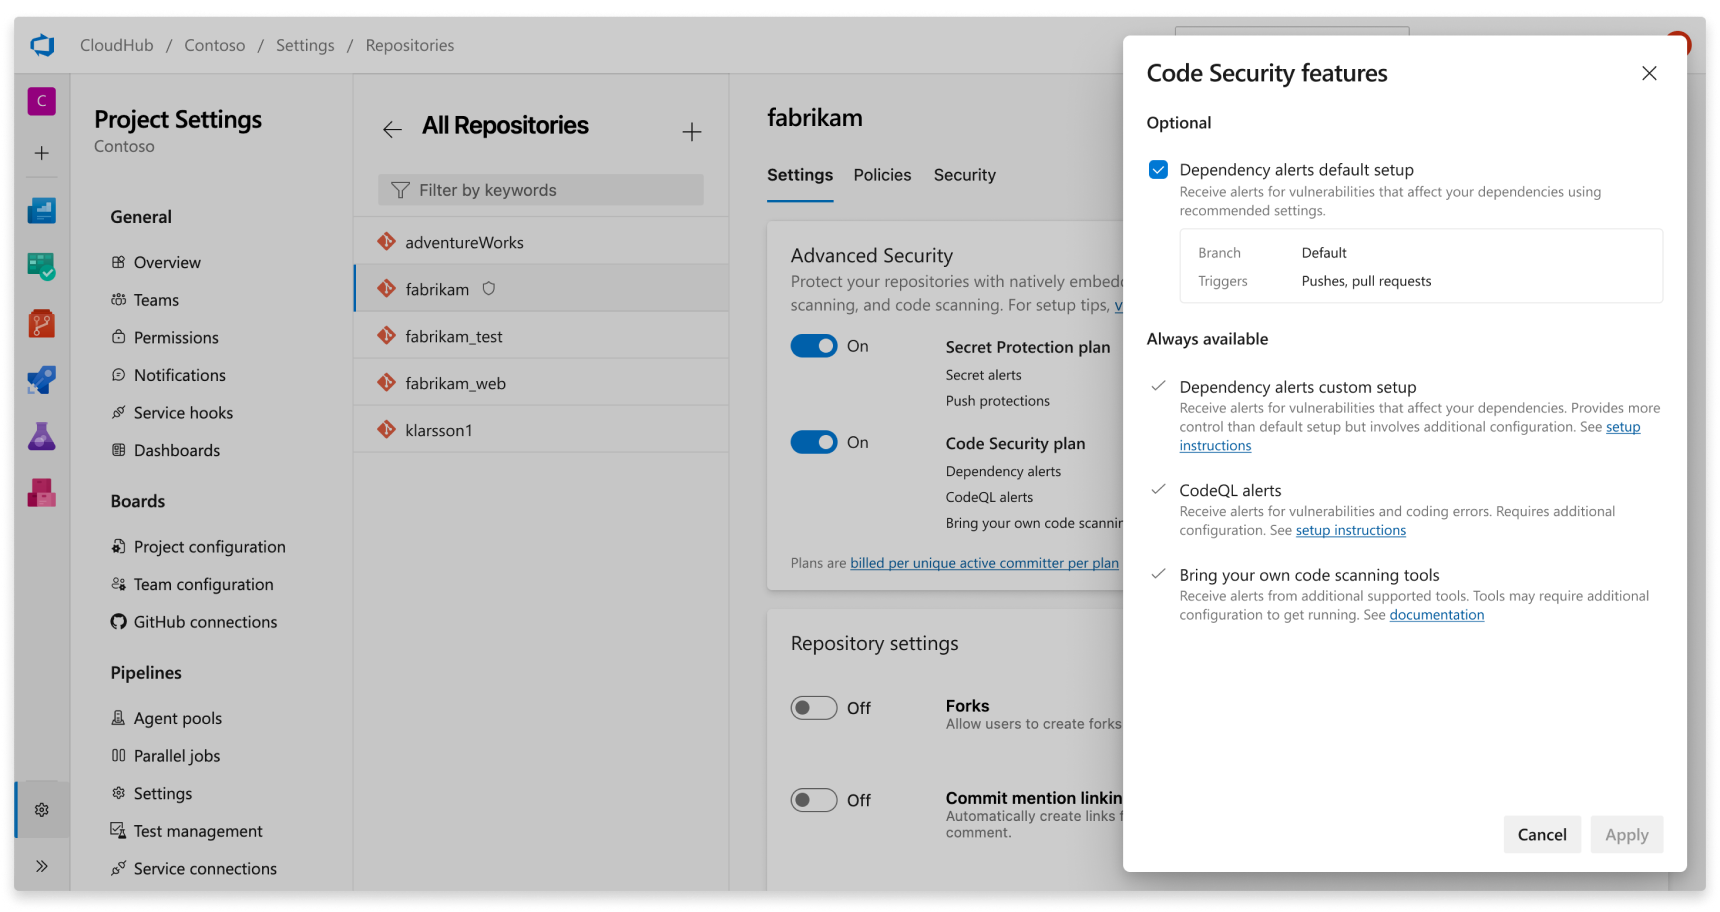 CloudHub / Contoso / Settings / Repositories
C
Project Settings
Contoso
General
Overview
Teams
Permissions
Notifications
Service hooks
Dashboards
Boards
Project configuration
Team configuration
GitHub connections
Pipelines
Agent pools
Parallel jobs
Settings
Test management
Service connections
All Repositories
Filter by keywords
adventureWorks
fabrikam
fabrikam_test
fabrikam_web
klarsson1
fabrikam
Settings Policies Security
Advanced Security
Protect your repositories with natively
scanning, and code scanning. For setup tips,
On
Secret Protection plan
Secret alerts
Push protections
On
Code Security plan
Dependency alerts
CodeQL alerts
Bring your own code
Plans are billed per unique active committer per plan
Repository settings
Off
Forks
Allow users to create forks
Off
Commit mention
Automatically create links
comment.
Code Security features
Optional
Dependency alerts default setup
Receive alerts for vulnerabilities that affect your dependencies using
recommended settings.
Branch Default
Triggers Pushes, pull requests
Always available
Dependency alerts custom setup
Receive alerts for vulnerabilities that affect your dependencies. Provides more
control than default setup but involves additional configuration. See setup
instructions
CodeQL alerts
Receive alerts for vulnerabilities and coding errors. Requires additional
configuration. See setup instructions
Bring your own code scanning tools
Receive alerts from additional supported tools. Tools may require additional
configuration to get running. See documentation
Cancel
Apply